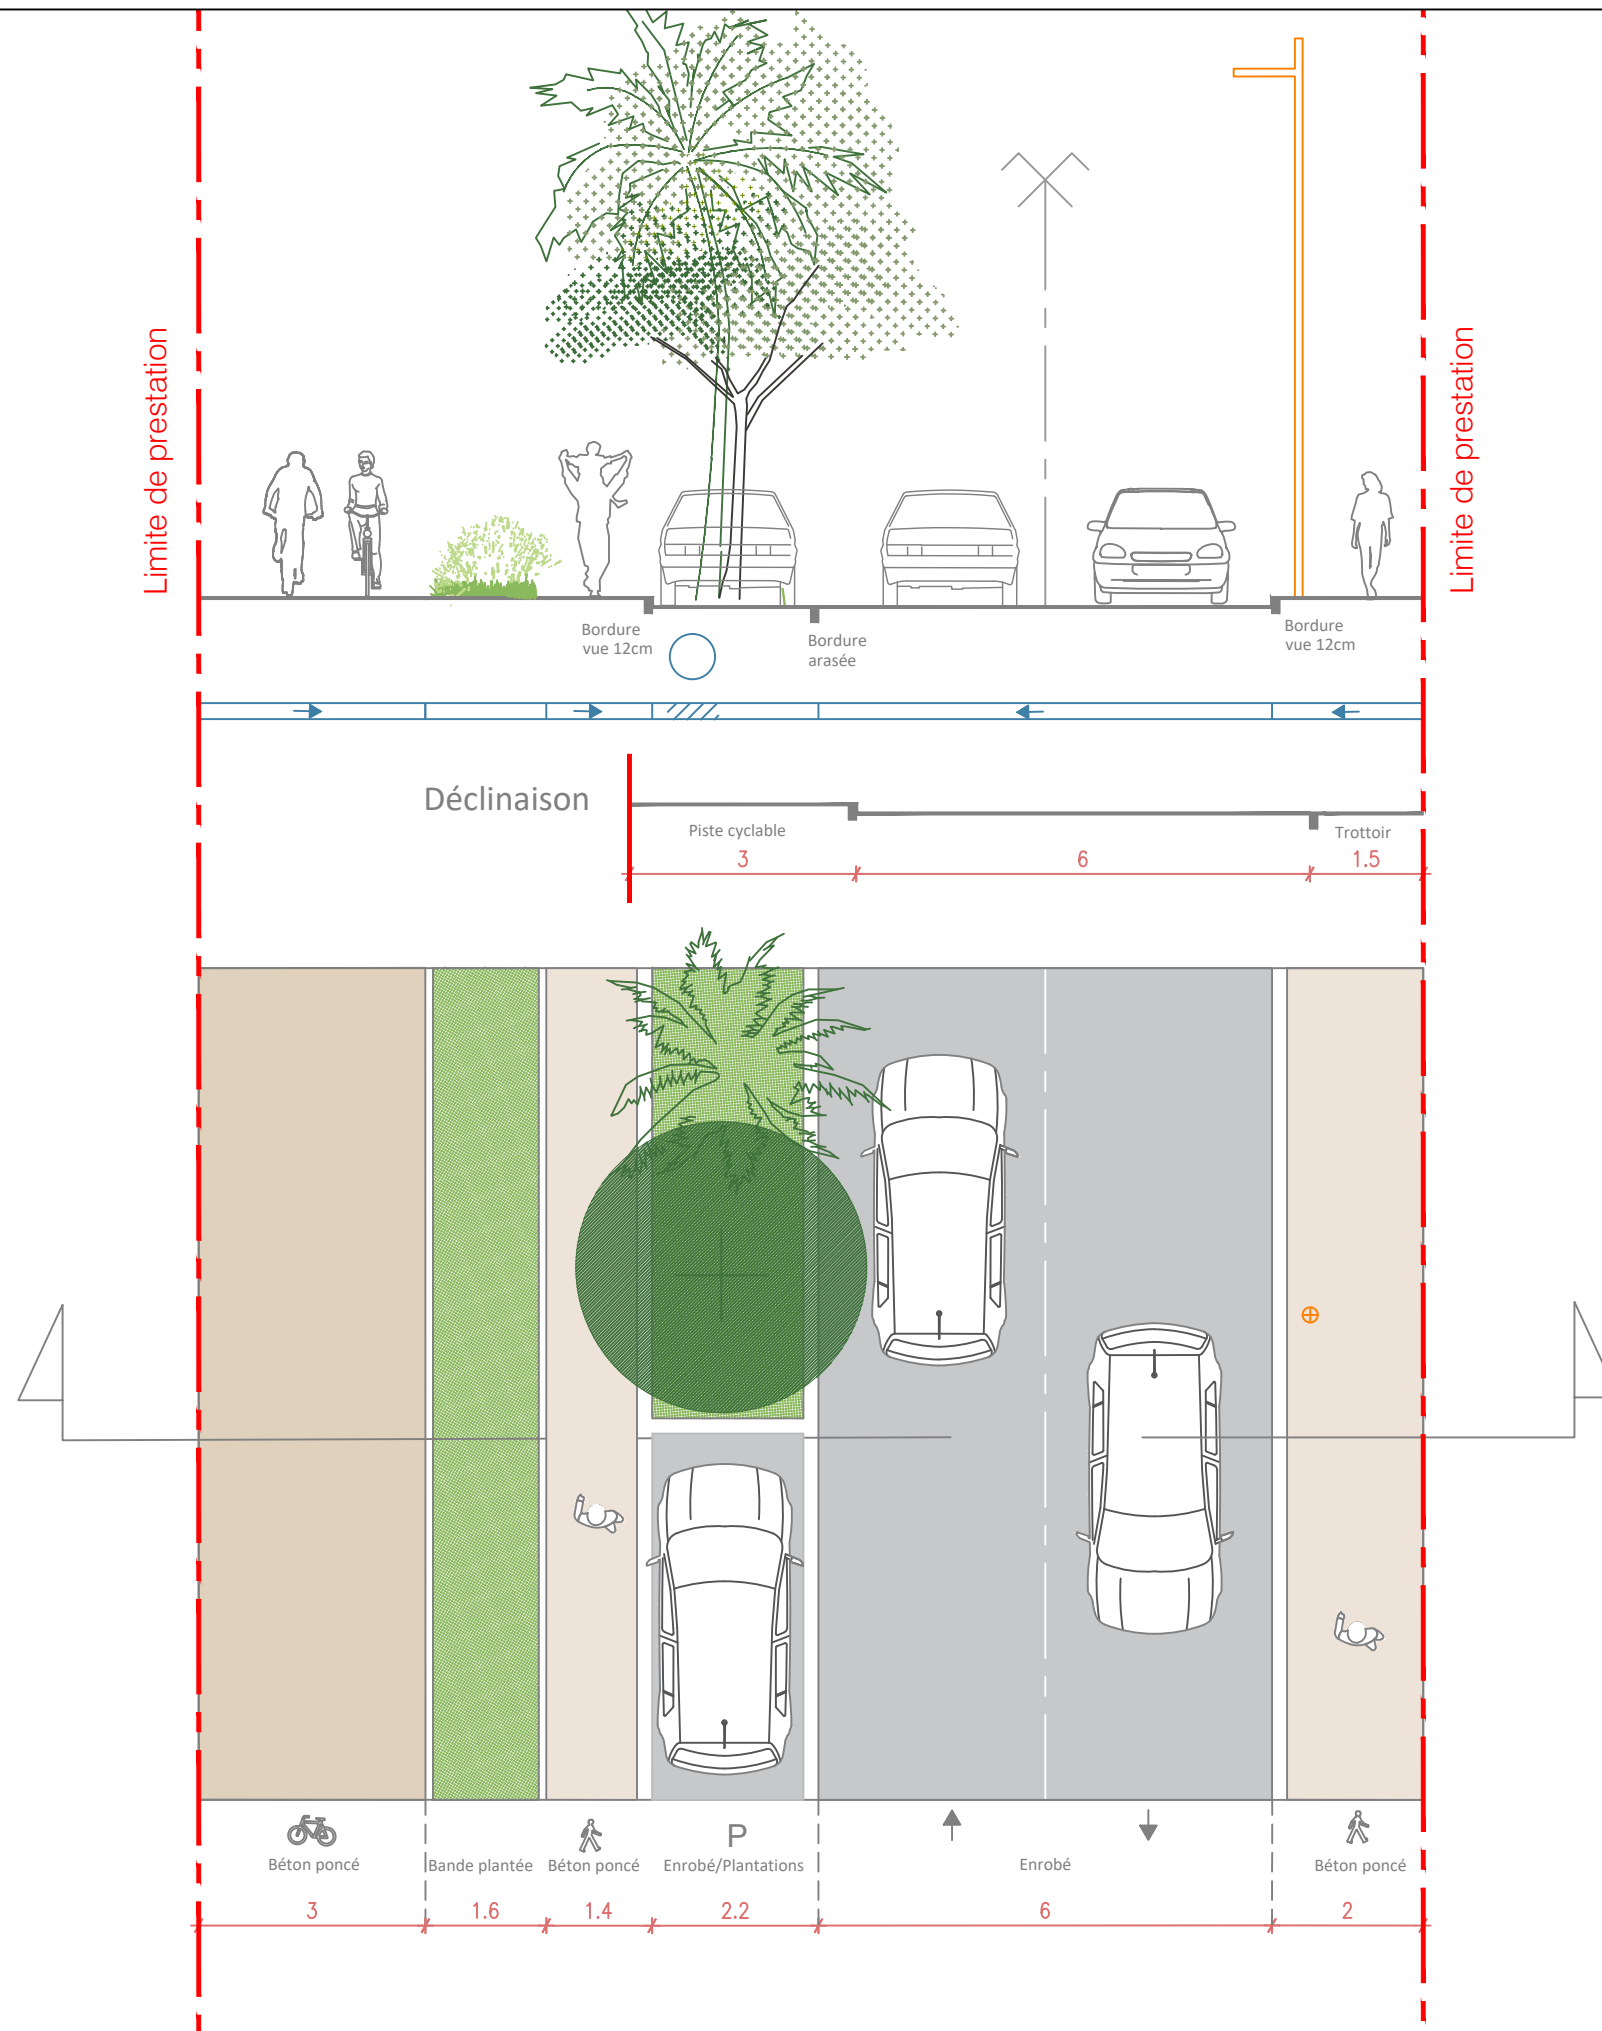 Limite de prestation
Limite de prestation
Bordure
vue 12cm
Bordure
arasée
Bordure
vue 12cm
Déclinaison
Piste cyclable
Trottoir
3
6
1.5
P
Béton poncé
Bande plantée
Béton poncé
Enrobé/Plantations
Enrobé
Béton poncé
3
1.6
1.4
2.2
6
2